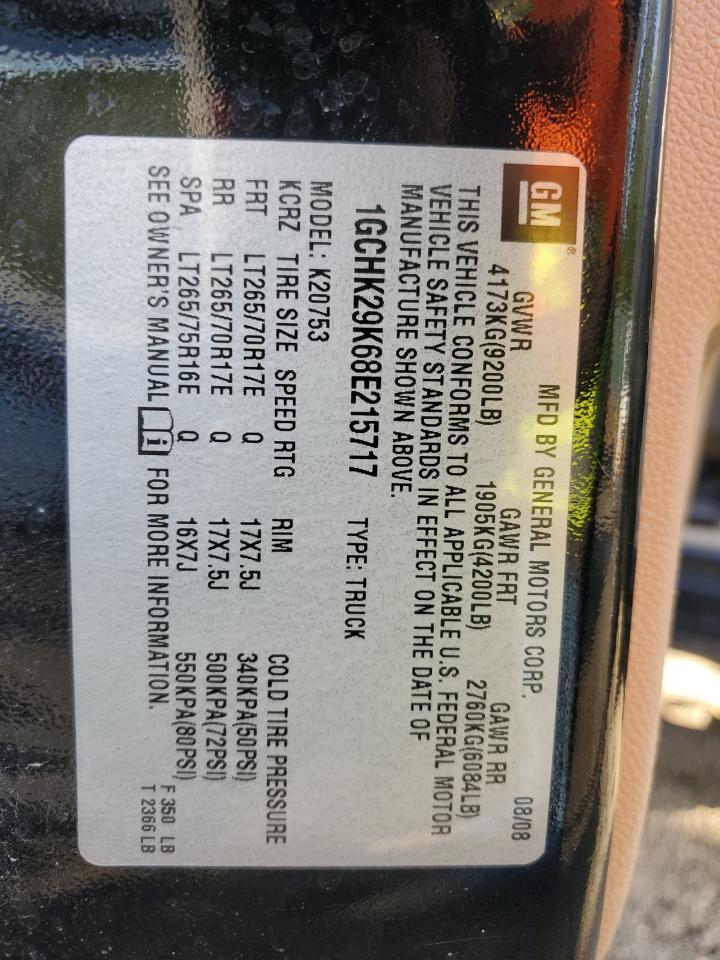 GM®
MFD BY GENERAL MOTORS CORP. 08/08
GVWR GAWR FRT GAWR RR
4173KG(9200LB) 1905KG(4200LB) 2760KG(6084LB)
THIS VEHICLE CONFORMS TO ALL APPLICABLE U.S. FEDERAL MOTOR
VEHICLE SAFETY STANDARDS IN EFFECT ON THE DATE OF
MANUFACTURE SHOWN ABOVE.
1GCHK29K68E215717 TYPE: TRUCK
MODEL: K20753
KCRZ TIRE SIZE SPEED RTG RIM COLD TIRE PRESSURE
FRT LT265/70R17E Q 17X7.5J 340KPA(50PSI)
RR LT265/70R17E Q 17X7.5J 500KPA(72PSI)
SPA LT265/75R16E Q 16X7J 550KPA(80PSI)
SEE OWNER'S MANUAL i FOR MORE INFORMATION.
F 350 LB
T 2366 LB